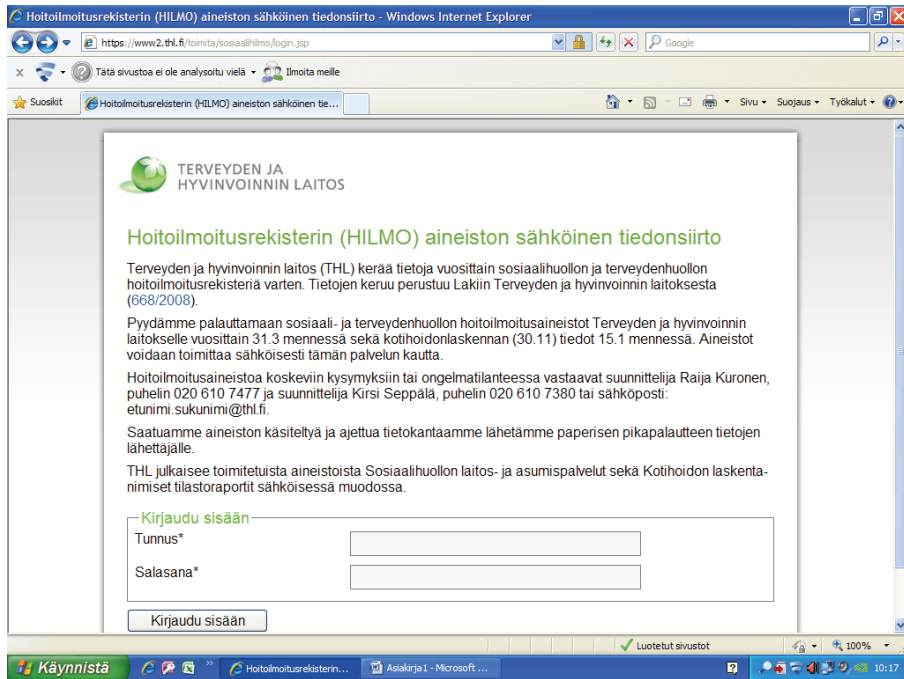 Hoitoilmoitusrekisterin (HILMO) aineiston sähköinen tiedonsiirto - Windows Internet Explorer
https://www2.thl.fi/toimita/sosiaalihilmo/login.jsp
Google
x
Tätä sivustoa ei ole analysoitu vielä
Ilmoita meille
Suosikit
Hoitoilmoitusrekisterin (HILMO) aineiston sähköinen tie...
Sivu
Suojaus
Työkalut
TERVEYDEN JA
HYVINVOINNIN LAITOS
Hoitoilmoitusrekisterin (HILMO) aineiston sähköinen tiedonsiirto
Terveyden ja hyvinvoinnin laitos (THL) kerää tietoja vuosittain sosiaalihuollon ja terveydenhuollon
hoitoilmoitusrekisteriä varten. Tietojen keruu perustuu Lakiin Terveyden ja hyvinvoinnin laitoksesta
(668/2008).
Pyydämme palauttamaan sosiaali- ja terveydenhuollon hoitoilmoitusaineistot Terveyden ja hyvinvoinnin
laitokselle vuosittain 31.3 mennessä sekä kotihoidonlaskennan (30.11) tiedot 15.1 mennessä. Aineistot
voidaan toimittaa sähköisesti tämän palvelun kautta.
Hoitoilmoitusaineistoa koskeviin kysymyksiin tai ongelmatilanteessa vastaavat suunnittelija Raija Kuronen,
puhelin 020 610 7477 ja suunnittelija Kirsi Seppälä, puhelin 020 610 7380 tai sähköposti:
etunimi.sukunimi@thl.fi.
Saatuamme aineiston käsiteltyä ja ajettua tietokantaamme lähetämme paperisen pikapalautteen tietojen
lähettäjälle.
THL julkaisee toimitetuista aineistoista Sosiaalihuollon laitos- ja asumispalvelut sekä Kotihoidon laskenta-
nimiset tilastoraportit sähköisessä muodossa.
Kirjaudu sisään
Tunnus*
Salasana*
Kirjaudu sisään
Luotetut sivustot
100%
Käynnistä
Hoitoilmoitusrekisterin...
Asiakirja1 - Microsoft ...
10:17